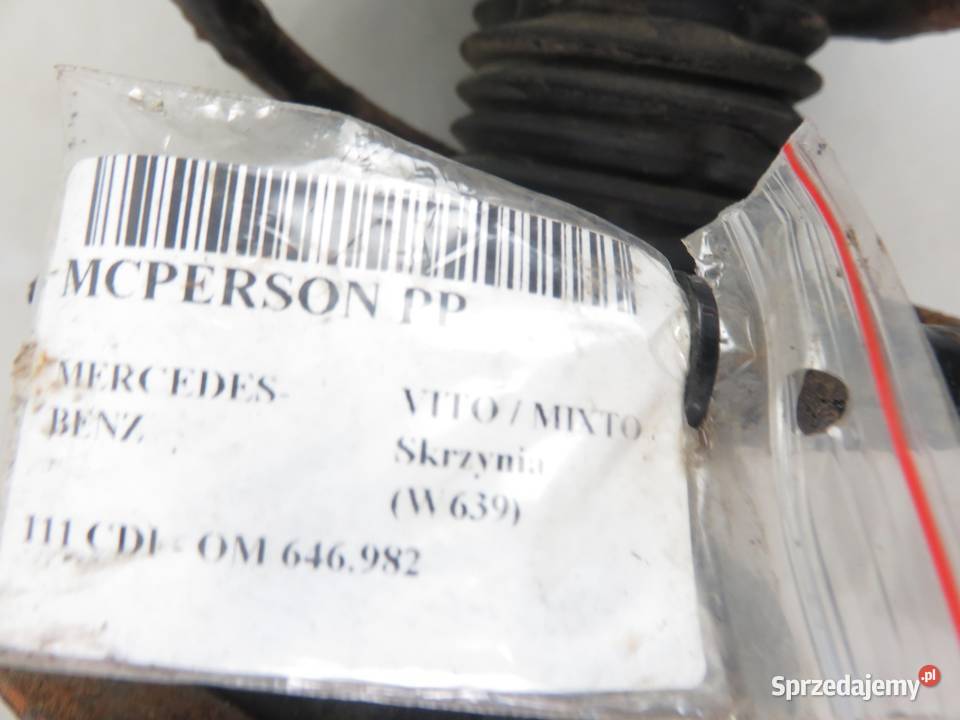 MCPERSON PP
MERCEDES-
BENZ
VITO / MIXTO
Skrzynia
(W639)
111 CDI - OM 646.982
Sprzedajemy.pl